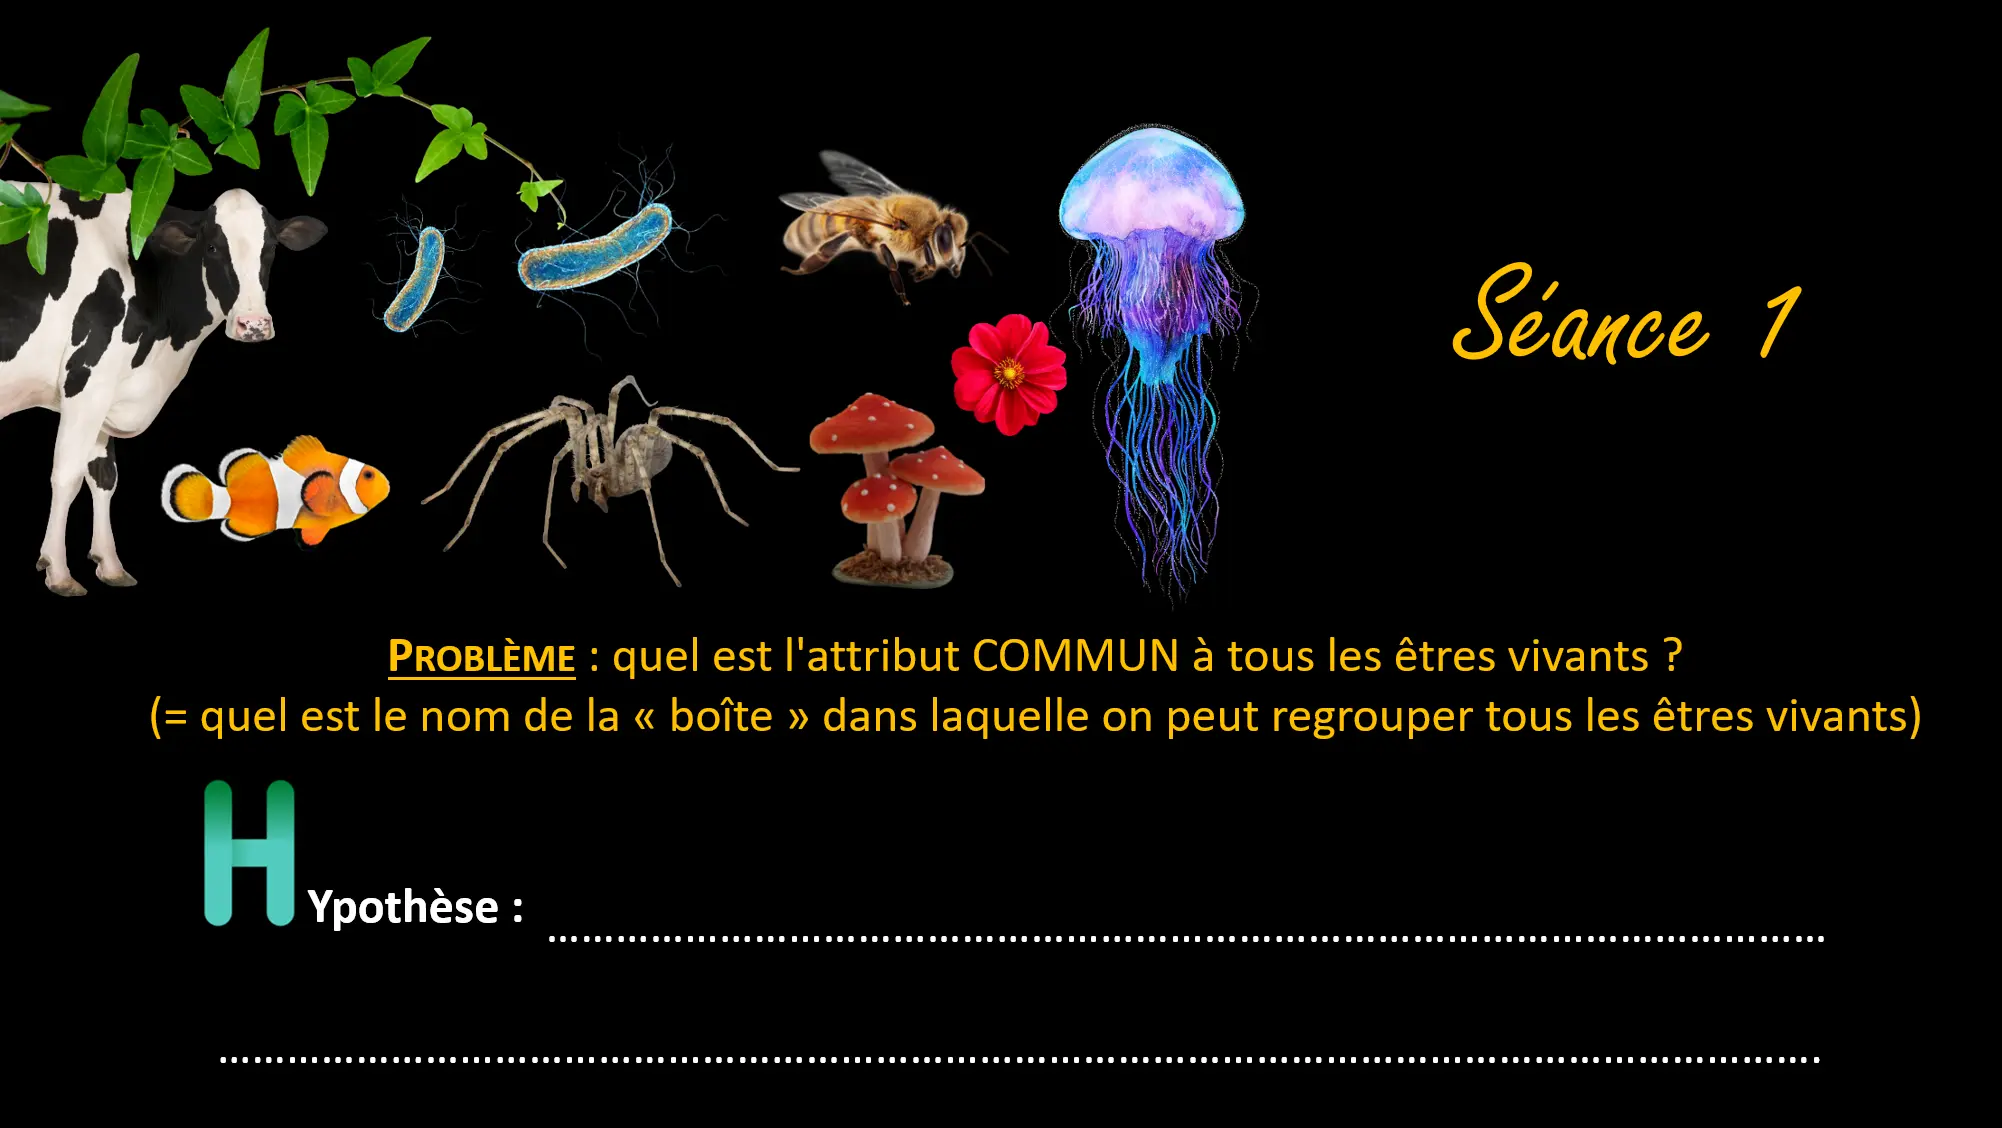 Séance 1
PROBLÈME : quel est l'attribut COMMUN à tous les êtres vivants ?
(= quel est le nom de la « boîte » dans laquelle on peut regrouper tous les êtres vivants)
HYpothèse : ……………………………………………………………………………………………………
……………………………………………………………………………………………………………………………….